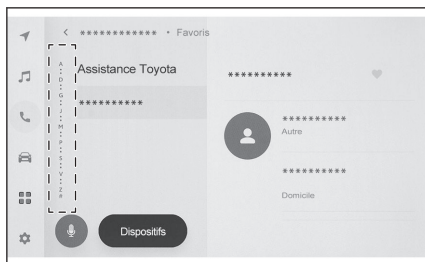 ************ • Favoris
A
•
D
•
G
•
J
•
M
•
P
•
S
•
V
•
Z
#
Assistance Toyota
**********
**********
**********
Autre
**********
Domicile
Dispositifs